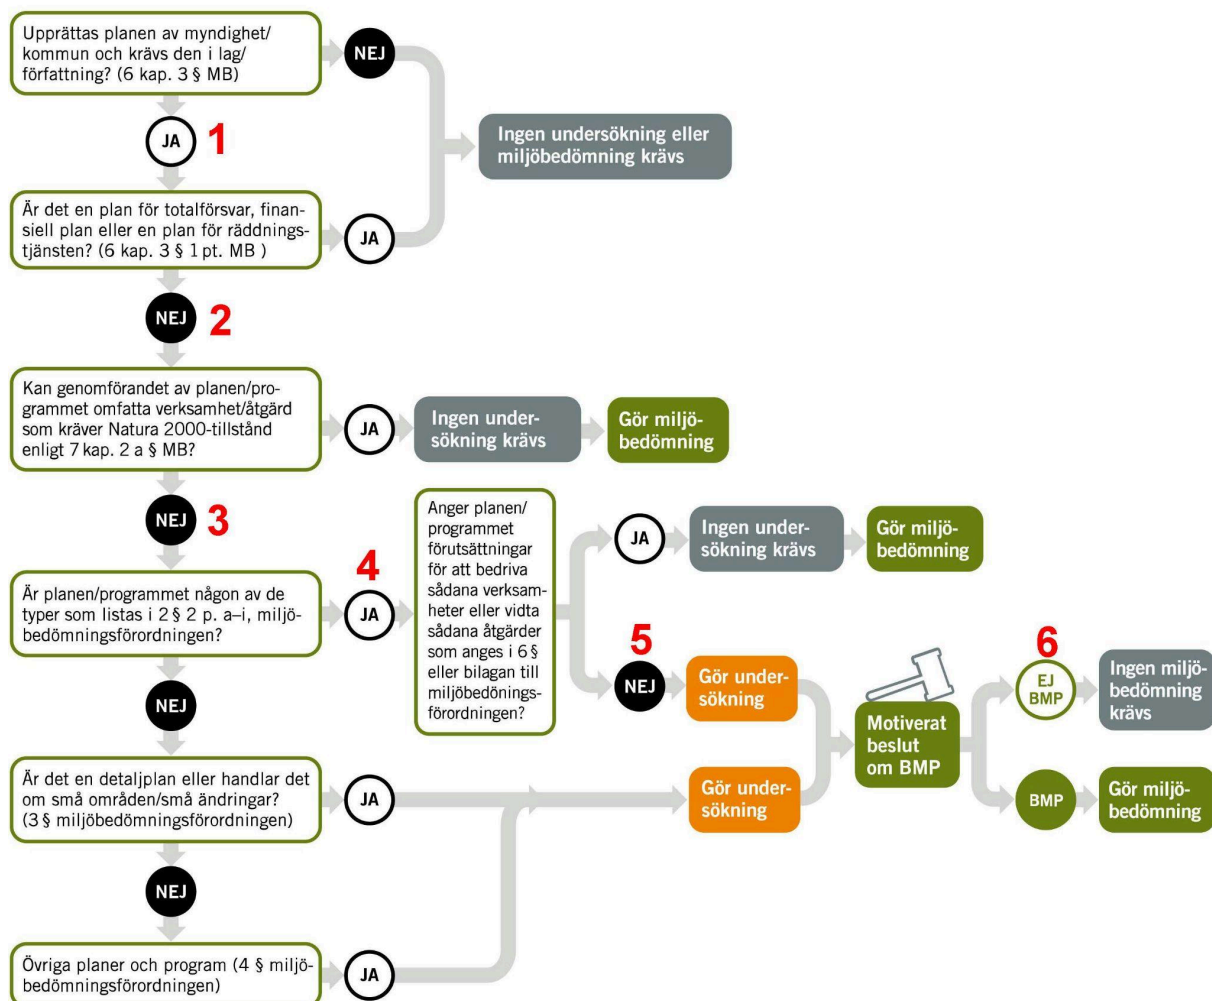 Upprättas planen av myndighet/
kommun och krävs den i lag/
författning? (6 kap. 3 § MB)
NEJ
JA
1
Ingen undersökning eller
miljöbedömning krävs
Är det en plan för totalförsvar, finan-
siell plan eller en plan för räddnings-
tjänsten? (6 kap. 3 § 1 pt. MB )
JA
NEJ
2
Kan genomförandet av planen/pro-
grammet omfatta verksamhet/åtgärd
som kräver Natura 2000-tillstånd
enligt 7 kap. 2 a § MB?
JA
Ingen under-
sökning krävs
Gör miljö-
bedömning
NEJ
3
Är planen/programmet någon av de
typer som listas i 2 § 2 p. a–i, miljö-
bedömningsförordningen?
4
JA
Anger planen/
programmet
förutsättningar
för att bedriva
sådana verksam-
heter eller vidta
sådana åtgärder
som anges i 6 §
eller bilagan till
miljöbedönings-
förordningen?
JA
Ingen under-
sökning krävs
Gör miljö-
bedömning
5
NEJ
Gör under-
sökning
Motiverat
beslut
om BMP
6
EJ
BMP
Ingen miljö-
bedömning
krävs
BMP
Gör miljö-
bedömning
NEJ
Är det en detaljplan eller handlar det
om små områden/små ändringar?
(3 § miljöbedömningsförordningen)
JA
Gör under-
sökning
NEJ
Övriga planer och program (4 § miljö-
bedömningsförordningen)
JA